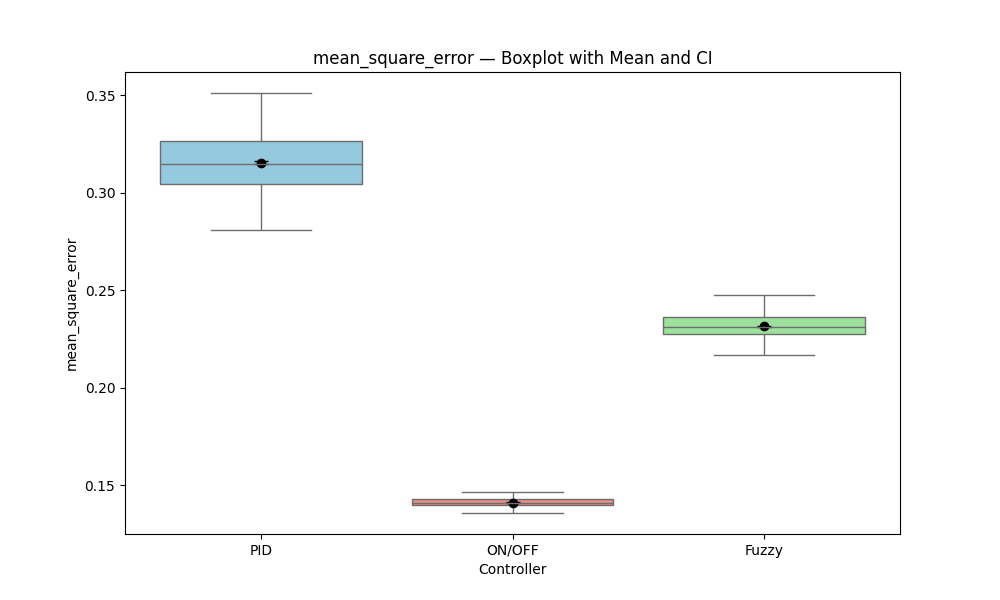 mean_square_error — Boxplot with Mean and CI
mean_square_error
0.35
0.30
0.25
0.20
0.15
PID
ON/OFF
Fuzzy
Controller